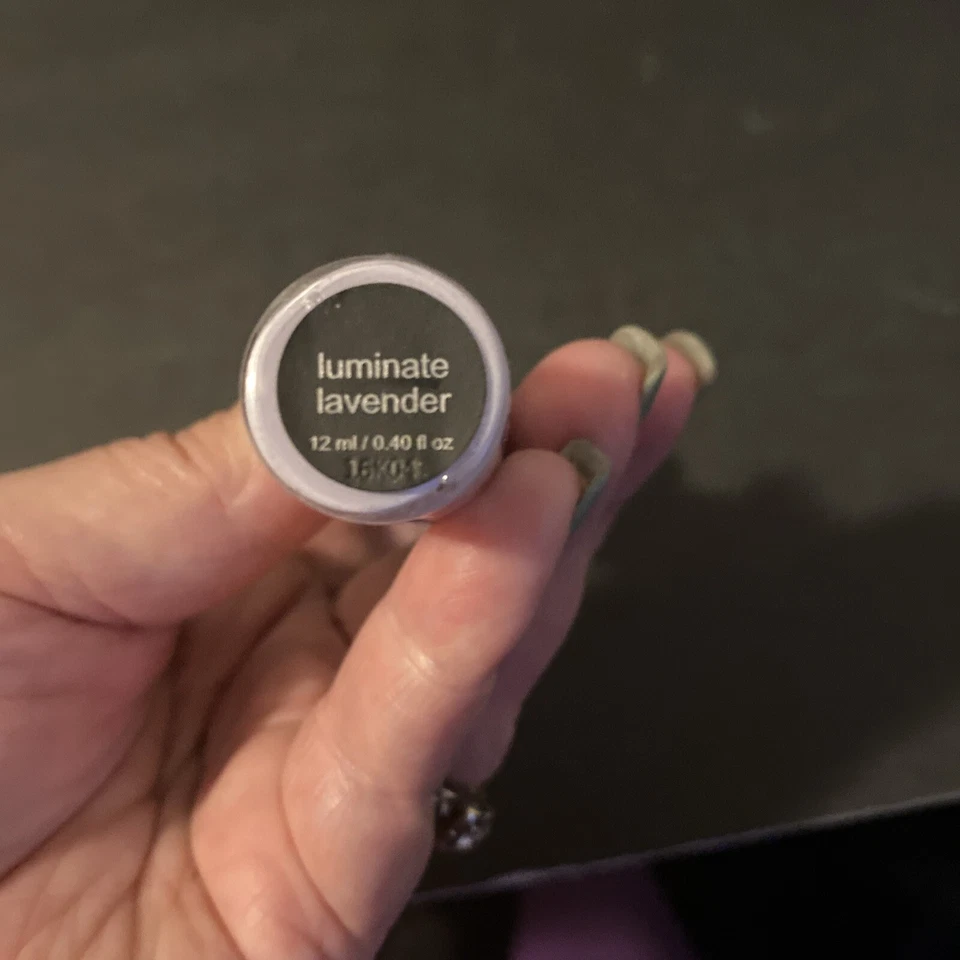 luminate
lavender
12 ml / 0.40 fl oz